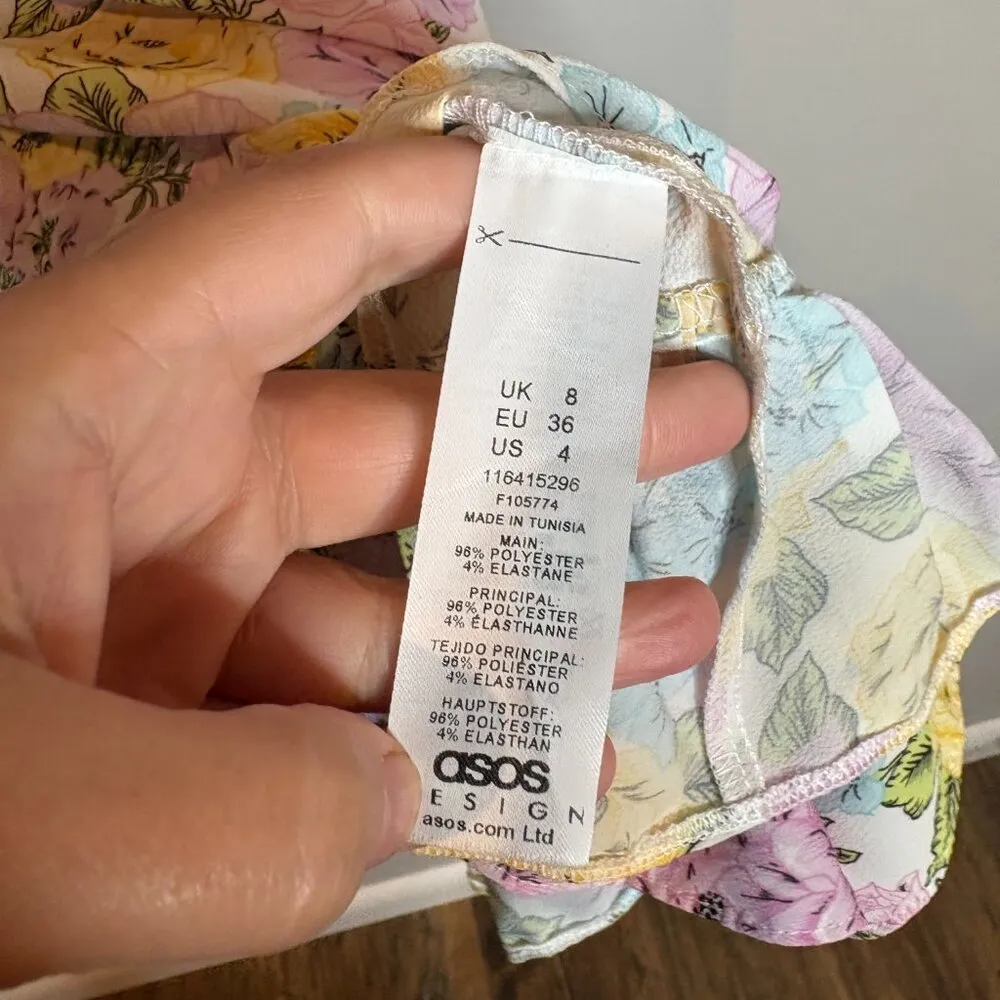 UK 8
EU 36
US 4
116415296
F105774
MADE IN TUNISIA
MAIN:
96% POLYESTER
4% ELASTANE
PRINCIPAL:
96% POLYESTER
4% ÉLASTHANNE
TEJIDO PRINCIPAL:
96% POLIÉSTER
4% ELASTANO
HAUPTSTOFF:
96% POLYESTER
4% ELASTHAN
asos
ESIGN
asos.com Ltd